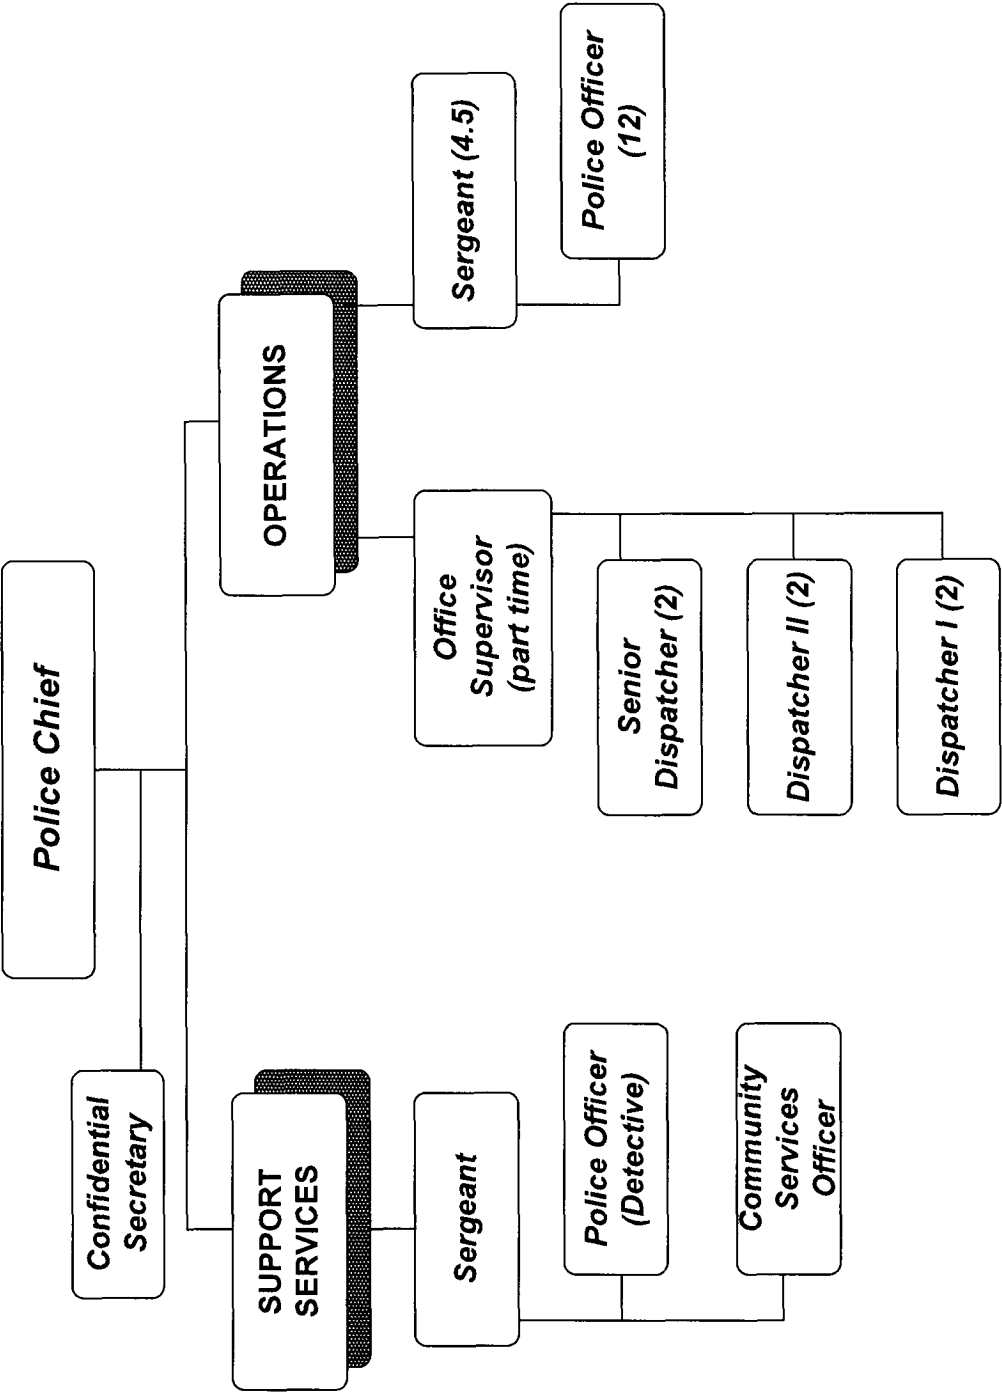 Police Chief
Confidential
Secretary
SUPPORT
SERVICES
OPERATIONS
Sergeant
Office
Supervisor
(part time)
Sergeant (4.5)
Police Officer
(Detective)
Senior
Dispatcher (2)
Police Officer
(12)
Community
Services
Officer
Dispatcher II (2)
Dispatcher I (2)